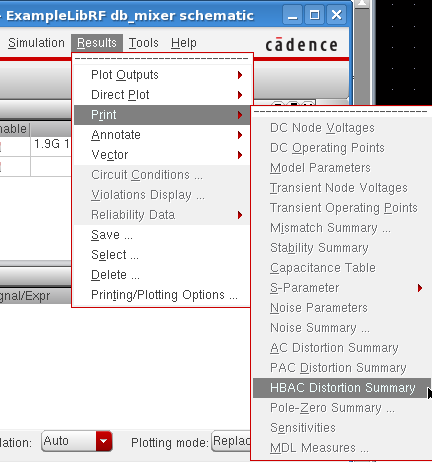 - ExampleLibRF db_mixer schematic
Simulation Results Tools Help cādence
Plot Outputs
Direct Plot
Print
Annotate
Vector
Circuit Conditions ...
Violations Display ...
Reliability Data
Save ...
Select ...
Delete ...
Printing/Plotting Options ...
nable
1.9G 1
gnal/Expr
DC Node Voltages
DC Operating Points
Model Parameters
Transient Node Voltages
Transient Operating Points
Mismatch Summary ...
Stability Summary
Capacitance Table
S-Parameter
Noise Parameters
Noise Summary ...
AC Distortion Summary
PAC Distortion Summary
HBAC Distortion Summary
Pole-Zero Summary ...
Sensitivities
MDL Measures ...
lation: Auto Plotting mode: Replac